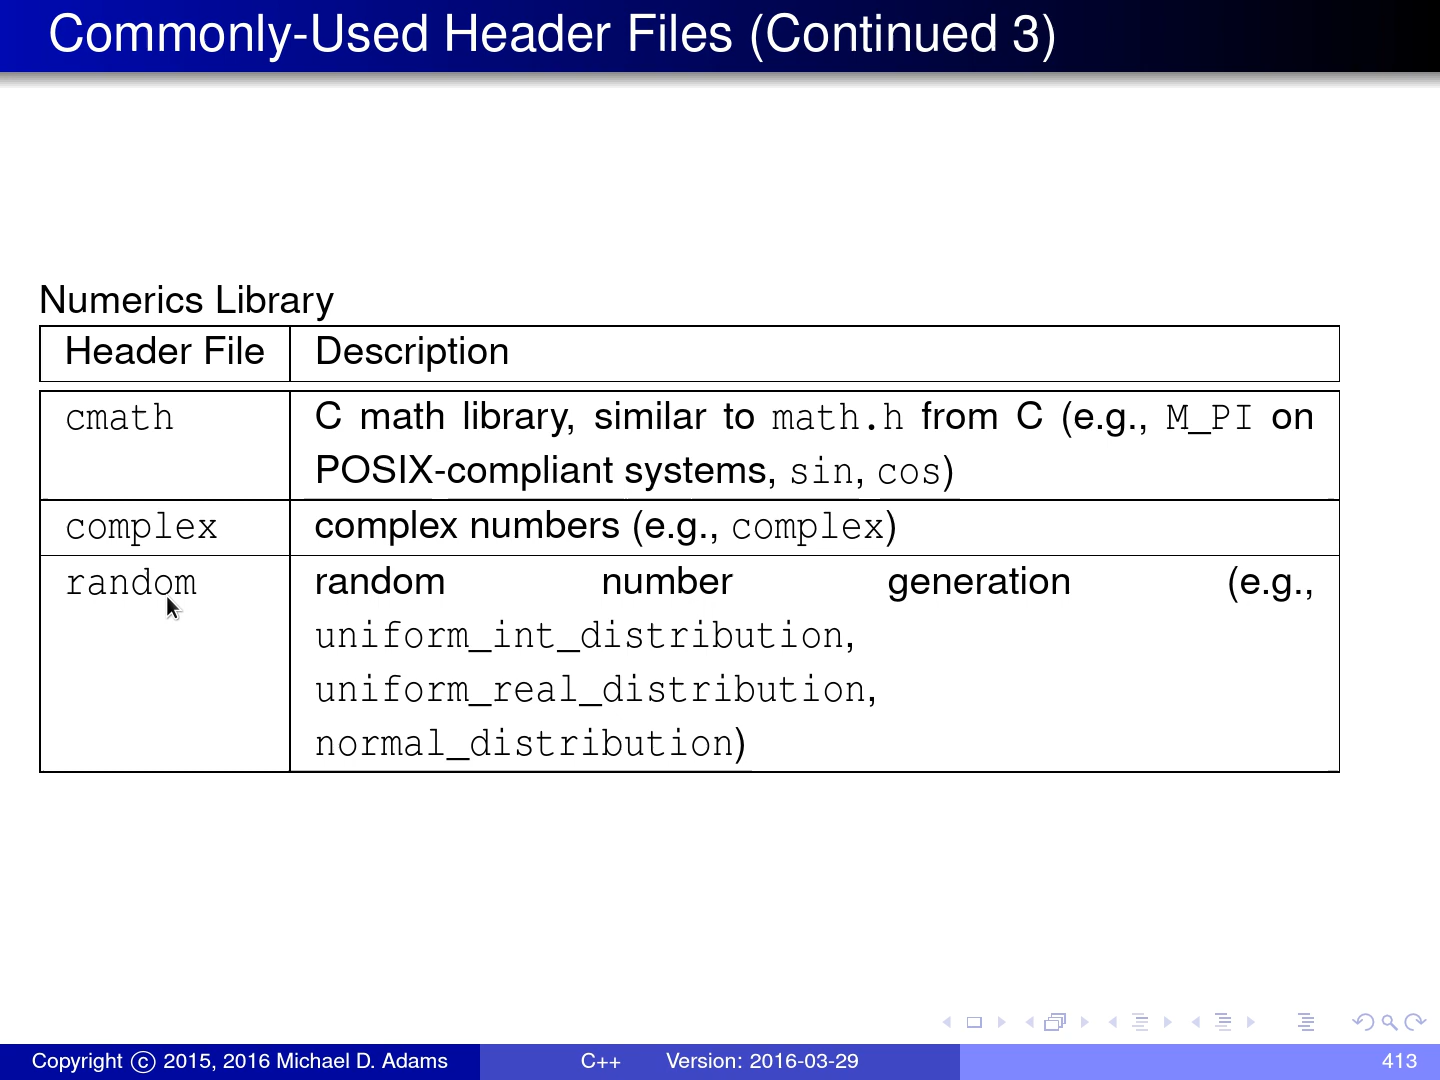 Commonly-Used Header Files (Continued 3)
Numerics Library
Header File Description
cmath C math library, similar to math.h from C (e.g., M_PI on
POSIX-compliant systems, sin, cos)
complex complex numbers (e.g., complex)
random random number generation (e.g.,
uniform_int_distribution,
uniform_real_distribution,
normal_distribution)
Copyright © 2015, 2016 Michael D. Adams C++ Version: 2016-03-29 413